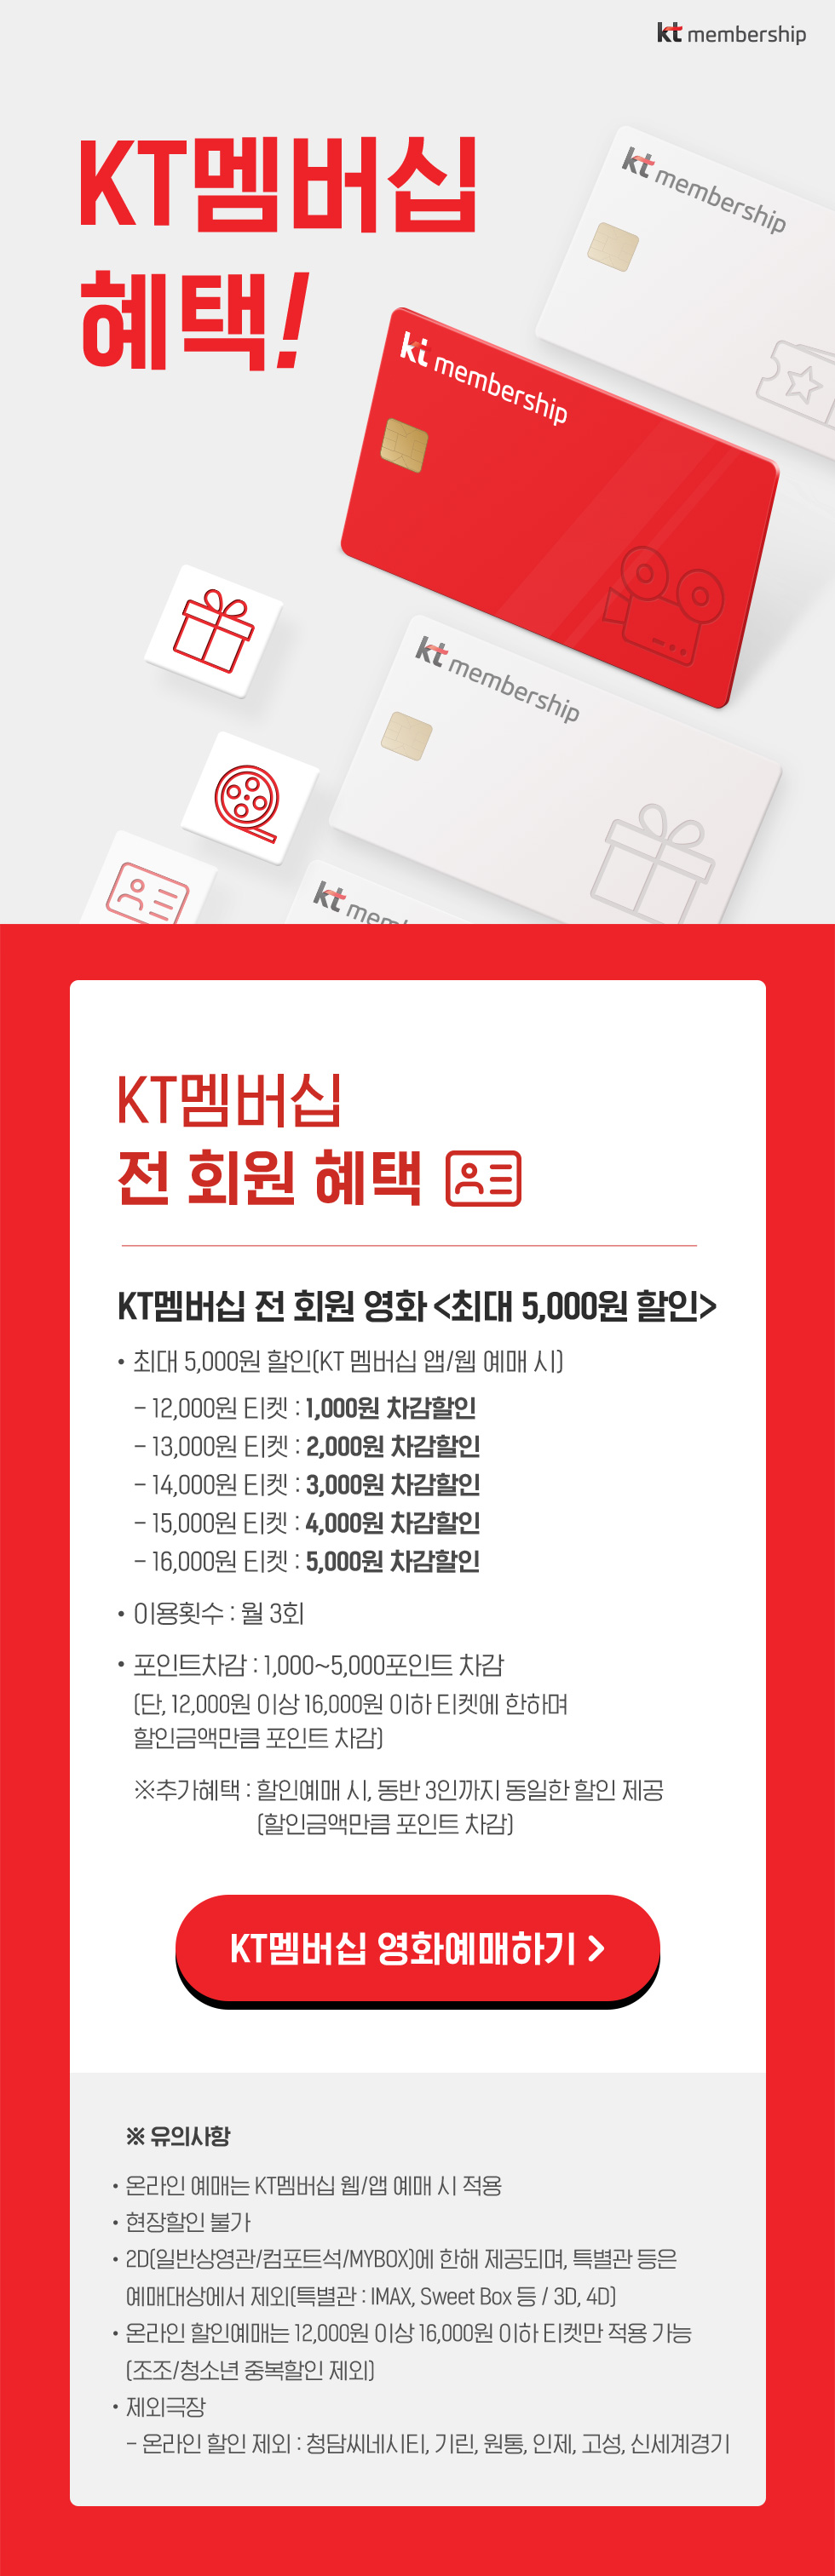 kt membership
KT멤버십
혜택!
kt membership
kt membership
kt membership
kt mem
KT멤버십
전 회원 혜택
KT멤버십 전 회원 영화 <최대 5,000원 할인>
• 최대 5,000원 할인(KT 멤버십 앱/웹 예매 시)
- 12,000원 티켓 : 1,000원 차감할인
- 13,000원 티켓 : 2,000원 차감할인
- 14,000원 티켓 : 3,000원 차감할인
- 15,000원 티켓 : 4,000원 차감할인
- 16,000원 티켓 : 5,000원 차감할인
• 이용횟수 : 월 3회
• 포인트차감 : 1,000~5,000포인트 차감
(단, 12,000원 이상 16,000원 이하 티켓에 한하며
할인금액만큼 포인트 차감)
※추가혜택 : 할인예매 시, 동반 3인까지 동일한 할인 제공
(할인금액만큼 포인트 차감)
KT멤버십 영화예매하기 >
※ 유의사항
• 온라인 예매는 KT멤버십 웹/앱 예매 시 적용
• 현장할인 불가
• 2D(일반상영관/컴포트석/MYBOX)에 한해 제공되며, 특별관 등은
예매대상에서 제외(특별관 : IMAX, Sweet Box 등 / 3D, 4D)
• 온라인 할인예매는 12,000원 이상 16,000원 이하 티켓만 적용 가능
(조조/청소년 중복할인 제외)
• 제외극장
- 온라인 할인 제외 : 청담씨네시티, 기린, 원통, 인제, 고성, 신세계경기